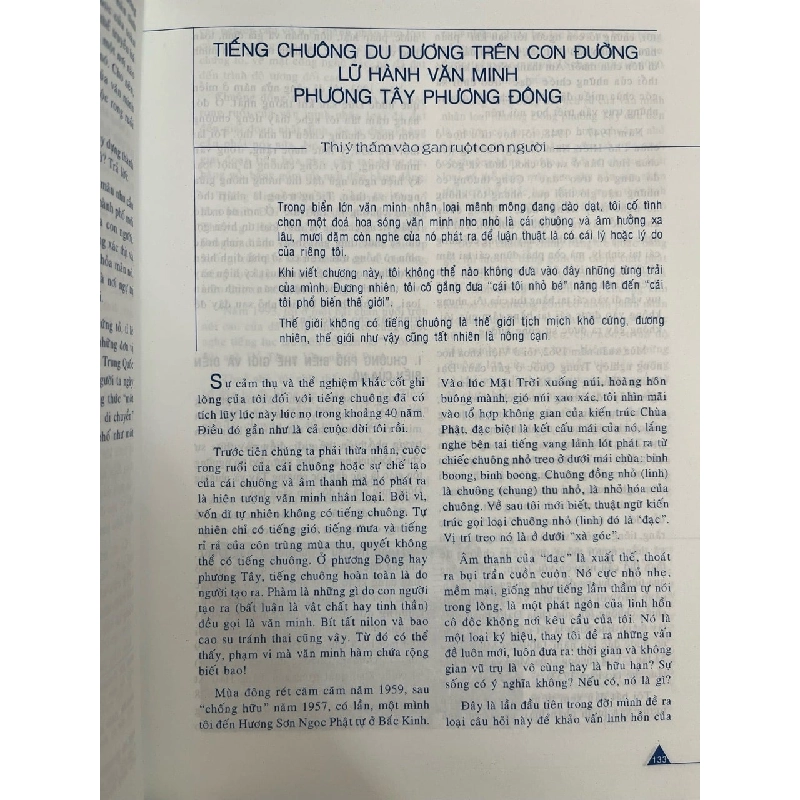 TIẾNG CHUÔNG DU DƯƠNG TRÊN CON ĐƯỜNG
LỮ HÀNH VĂN MINH
PHƯƠNG TÂY PHƯƠNG ĐÔNG
Thi ý thấm vào gan ruột con người
Trong biển lớn văn minh nhân loại mênh mông đang dào dạt, tôi cố tình
chọn một đoá hoa sóng văn minh nho nhỏ là cái chuông và âm hưởng xa
lâu, mười dặm còn nghe của nó phát ra để luận thuật là có cái lý hoặc lý do
của riêng tôi.
Khi viết chương này, tôi không thể nào không đưa vào đây những từng trải
của mình. Đương nhiên, tôi cố gắng đưa "cái tôi nhỏ bé" nâng lên đến "cái
tôi phổ biến thế giới".
Thế giới không có tiếng chuông là thế giới tịch mịch khô cứng, đương
nhiên, thế giới như vậy cũng tất nhiên là nông cạn.
Sự cảm thụ và thể nghiệm khắc cốt ghi
lòng của tôi đối với tiếng chuông đã có
tích lũy lúc này lúc nọ trong khoảng 40 năm.
Điều đó gần như là cả cuộc đời tôi rồi.
Trước tiên chúng ta phải thừa nhận, cuộc
rong ruổi của cái chuông hoặc sự chế tạo
của cái chuông và âm thanh mà nó phát ra
là hiện tượng văn minh nhân loại. Bởi vì,
vốn dĩ tự nhiên không có tiếng chuông. Tự
nhiên chỉ có tiếng gió, tiếng mưa và tiếng
rỉ rả của côn trùng mùa thu, quyết không
thể có tiếng chuông. Ở phương Đông hay
phương Tây, tiếng chuông hoàn toàn là do
người tạo ra. Phàm là những gì do con người
tạo ra (bất luận là vật chất hay tinh thần)
đều gọi là văn minh. Bít tất nilon và bao
cao su tránh thai cũng vậy. Từ đó có thể
thấy, phạm vi mà văn minh hàm chứa rộng
biết bao!
Mùa đông rét căm căm năm 1959, sau
"chống hữu" năm 1957, có lần, một mình
tôi đến Hương Sơn Ngọc Phật tự ở Bắc Kinh.
Vào lúc Mặt Trời xuống núi, hoàng hôn
buông mành, gió núi xao xác, tôi nhìn mãi
vào tổ hợp không gian của kiến trúc Chùa
Phật, đặc biệt là kết cấu mái của nó, lắng
nghe bên tai tiếng vang lảnh lót phát ra từ
chiếc chuông nhỏ treo ở dưới mái chùa: bính
buong, binh boong. Chuông đồng nhỏ (linh)
là chuông (chung) thu nhỏ, là nhỏ hóa của
chuông. Về sau tôi mới biết, thuật ngữ kiến
trúc gọi loại chuông nhỏ (linh) đó là "đạc".
Vị trí treo nó là ở dưới "xà góc".
Âm thanh của "đạc" là xuất thế, thoát
ra bụi trần cuồn cuộn. Nó cực nhỏ nhẹ,
mềm mại, giống như tiếng lầm thầm tự nói
trong lòng, là một phát ngôn của linh hồn
cô độc không nơi kêu cầu của tôi. Nó là
một loại ký hiệu, thay tôi đề ra những vấn
đề luôn mới, luôn đưa ra: thời gian và không
gian vũ trụ là vô cùng hay là hữu hạn? Sự
sống có ý nghĩa không? Nếu có, nó là gì?
Đây là lần đầu tiên trong đời mình đề ra
loại câu hỏi này để khảo vấn linh hồn của
133